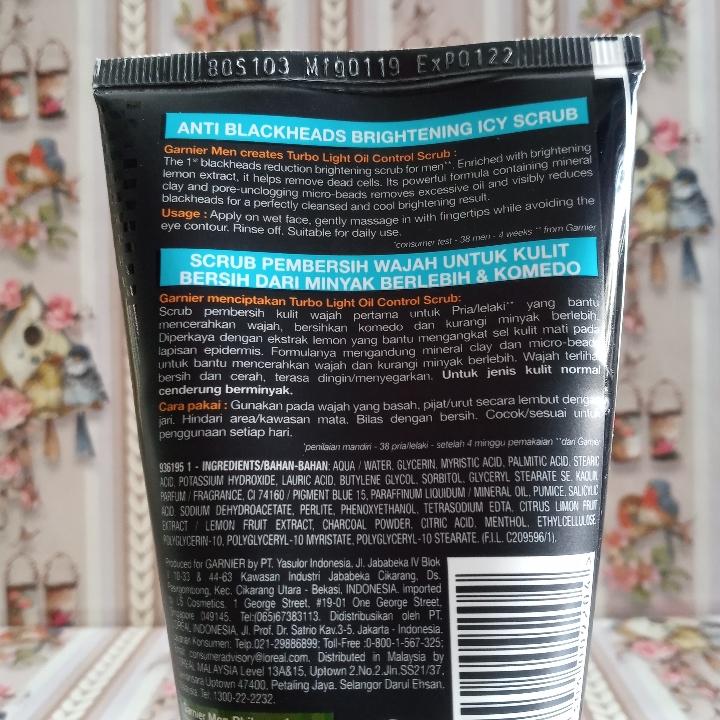 80S103 Mfg0119 ExP0122
ANTI BLACKHEADS BRIGHTENING ICY SCRUB
Garnier Men creates Turbo Light Oil Control Scrub :
The 1st blackheads reduction brightening scrub for men**. Enriched with brightening
lemon extract, it helps remove dead cells. Its powerful formula containing mineral
clay and pore-unclogging micro-beads removes excessive oil and visibly reduces
blackheads for a perfectly cleansed and cool brightening result.
Usage : Apply on wet face, gently massage in with fingertips while avoiding the
eye contour. Rinse off. Suitable for daily use.
*consumer test - 38 men - 4 weeks ** from Garnier
SCRUB PEMBERSIH WAJAH UNTUK KULIT
BERSIH DARI MINYAK BERLEBIH & KOMEDO
Garnier menciptakan Turbo Light Oil Control Scrub:
Scrub pembersih kulit wajah pertama untuk Pria/lelaki** yang bantu
mencerahkan wajah, bersihkan komedo dan kurangi minyak berlebih.
Diperkaya dengan ekstrak lemon yang bantu mengangkat sel kulit mati pada
lapisan epidermis. Formulanya mengandung mineral clay dan micro-beads
untuk bantu mencerahkan wajah dan kurangi minyak berlebih. Wajah terlihat
bersih dan cerah, terasa dingin/menyegarkan. Untuk jenis kulit normal
cenderung berminyak.
Cara pakai : Gunakan pada wajah yang basah, pijat/urut secara lembut dengan
jari. Hindari area/kawasan mata. Bilas dengan bersih. Cocok/sesuai untuk
penggunaan setiap hari.
*penilaian mandiri - 38 pria/lelaki - setelah 4 minggu pemakaian **dari Garnier
936195 1 - INGREDIENTS/BAHAN-BAHAN: AQUA / WATER, GLYCERIN, MYRISTIC ACID, PALMITIC ACID, STEARIC
ACID, POTASSIUM HYDROXIDE, LAURIC ACID, BUTYLENE GLYCOL, SORBITOL, GLYCERYL STEARATE SE, KAOLIN,
PARFUM / FRAGRANCE, CI 74160 / PIGMENT BLUE 15, PARAFFINUM LIQUIDUM / MINERAL OIL, PUMICE, SALICYLIC
ACID, SODIUM DEHYDROACETATE, PERLITE, PHENOXYETHANOL, TETRASODIUM EDTA, CITRUS LIMON FRUIT
EXTRACT / LEMON FRUIT EXTRACT, CHARCOAL POWDER, CITRIC ACID, MENTHOL, ETHYLCELLULOSE,
POLYGLYCERIN-10, POLYGLYCERYL-10 MYRISTATE, POLYGLYCERYL-10 STEARATE. (F.I.L. C209596/1).
Produced for GARNIER by PT. Yasulor Indonesia, Jl. Jababeka IV Blok
10-33 & 44-63 Kawasan Industri Jababeka Cikarang, Ds.
Pasirgombong, Kec. Cikarang Utara - Bekasi, INDONESIA. imported
Cosmetics, 1 George Street, #19-01 One George Street,
Singapore 049145. Tel:(065)67383113. Didistribusikan oleh PT.
L'OREAL INDONESIA, Jl. Prof. Dr. Satrio Kav.3-5, Jakarta - Indonesia.
Layanan Konsumen: Telp.021-29886899; Toll-Free :0-800-1-567-325;
consumeradvisory@loreal.com. Distributed in Malaysia by
L'OREAL MALAYSIA Level 13A&15, Uptown 2.No.2.Jln.SS21/37,
Damansara Uptown 47400. Petaling Jaya. Selangor Darul Ehsan.
Malaysia. Tel: 1300-22-2232.
Garnier Men